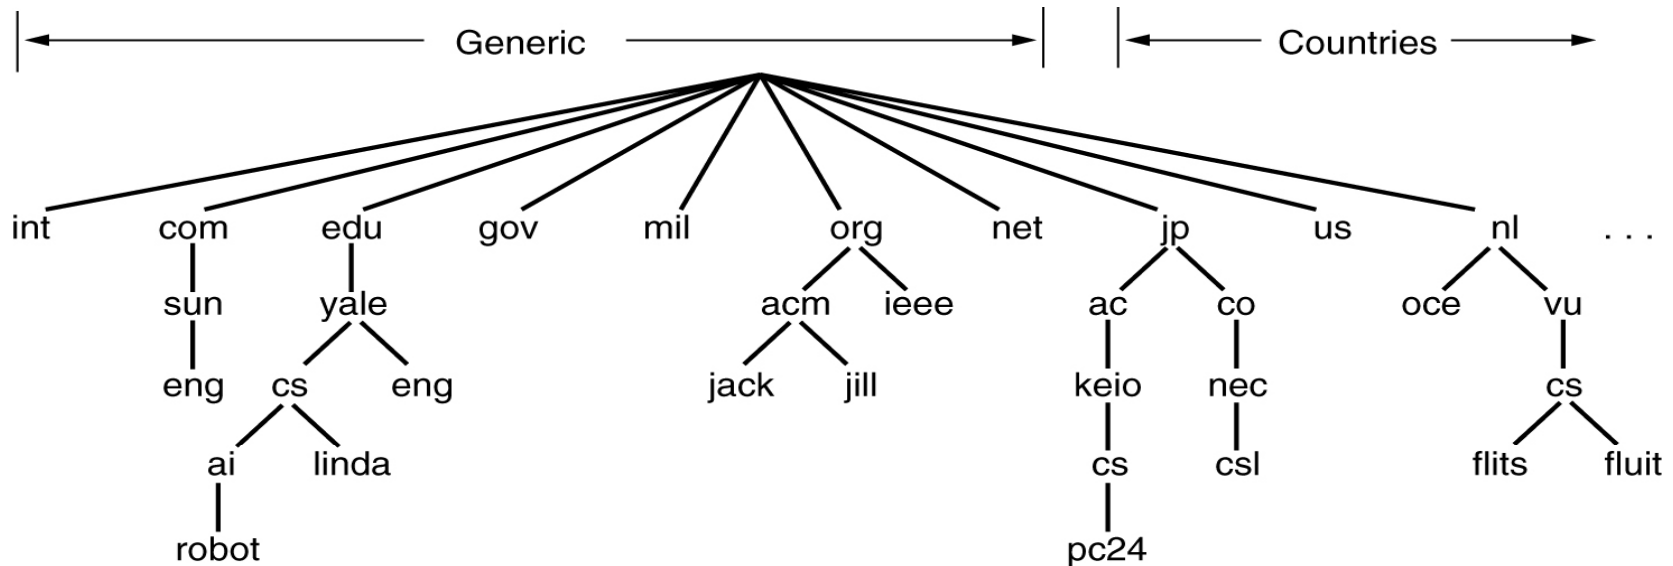 Generic Countries
int com edu gov mil org net jp us nl . . .
sun yale acm ieee ac co oce vu
eng cs eng jack jill keio nec cs
ai linda cs csl flits fluit
robot pc24